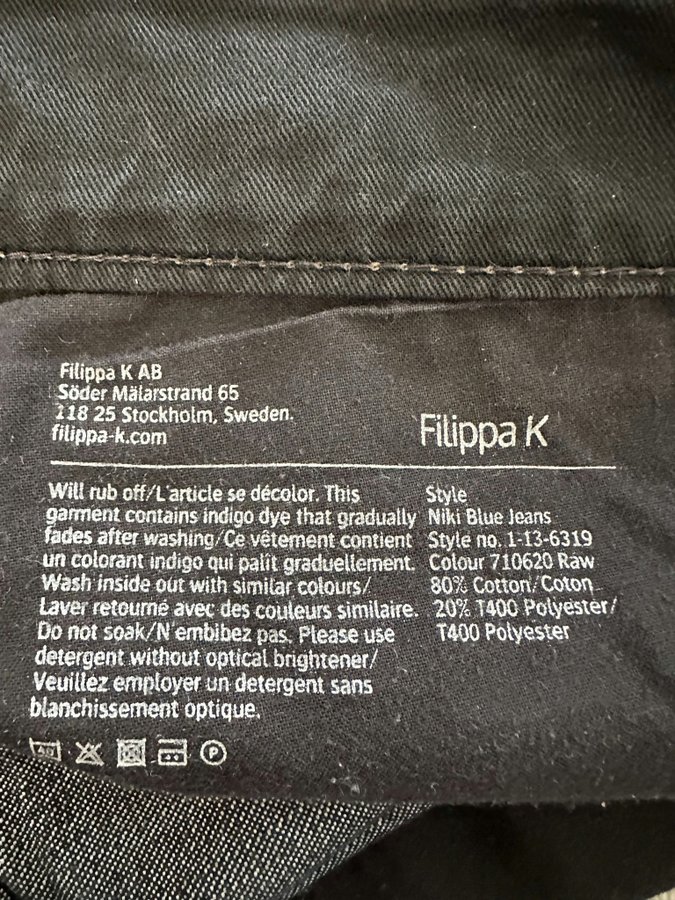 Filippa K AB
Söder Mälarstrand 65
118 25 Stockholm, Sweden.
filippa-k.com
Filippa K
Will rub off/L'article se décolor. This
garment contains indigo dye that gradually
fades after washing/Ce vêtement contient
un colorant indigo qui palît graduellement.
Wash inside out with similar colours/
Laver retourné avec des couleurs similaire.
Do not soak/N'embibez pas. Please use
detergent without optical brightener/
Veuillez employer un detergent sans
blanchissement optique.
Style
Niki Blue Jeans
Style no. 1-13-6319
Colour 710620 Raw
80% Cotton/Coton
20% T400 Polyester/
T400 Polyester
P